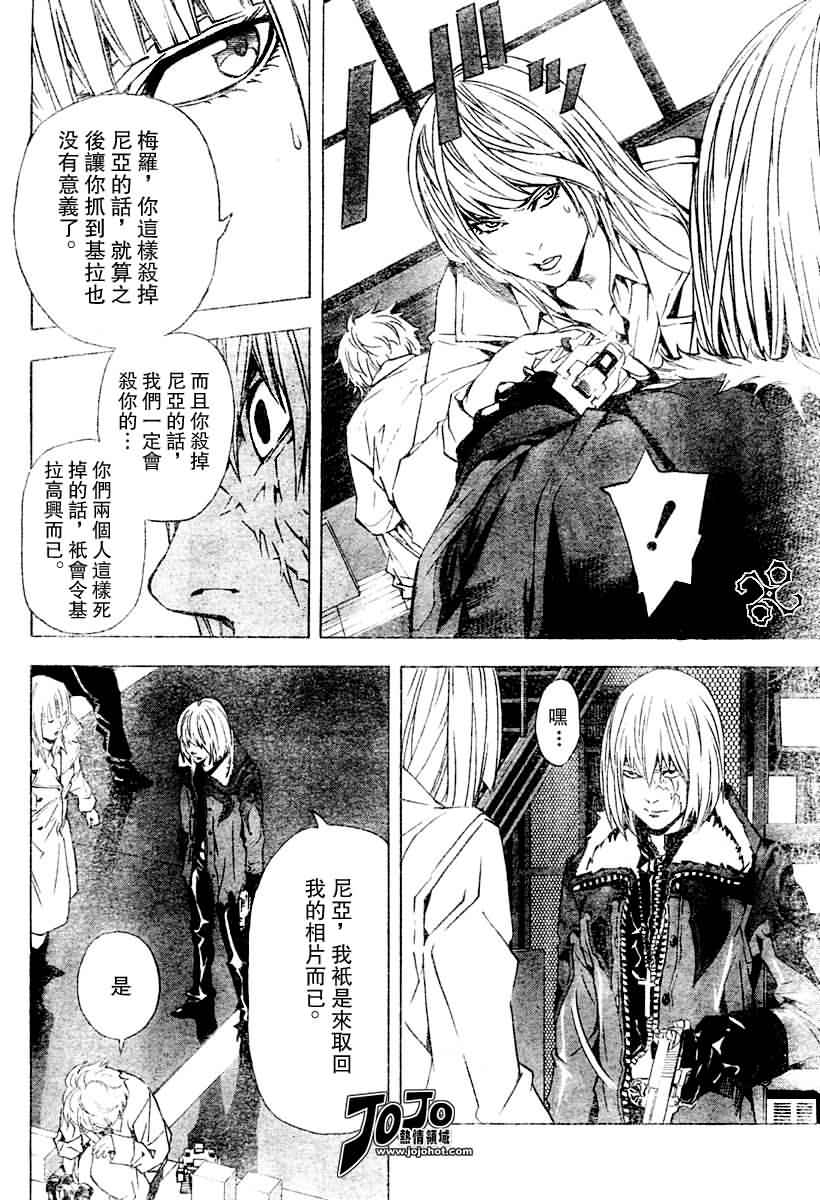 ！
梅羅，你這樣殺掉
尼亞的話，就算之
後讓你抓到基拉也
没有意義了。
而且你殺掉
尼亞的話，
我們一定會
殺你的…
你們兩個人這樣死
掉的話，衹會令基
拉高興而已。
嘿…
尼亞，我衹是來取回
我的相片而已。
是
JOJO
熱情領域
www.jojohot.com